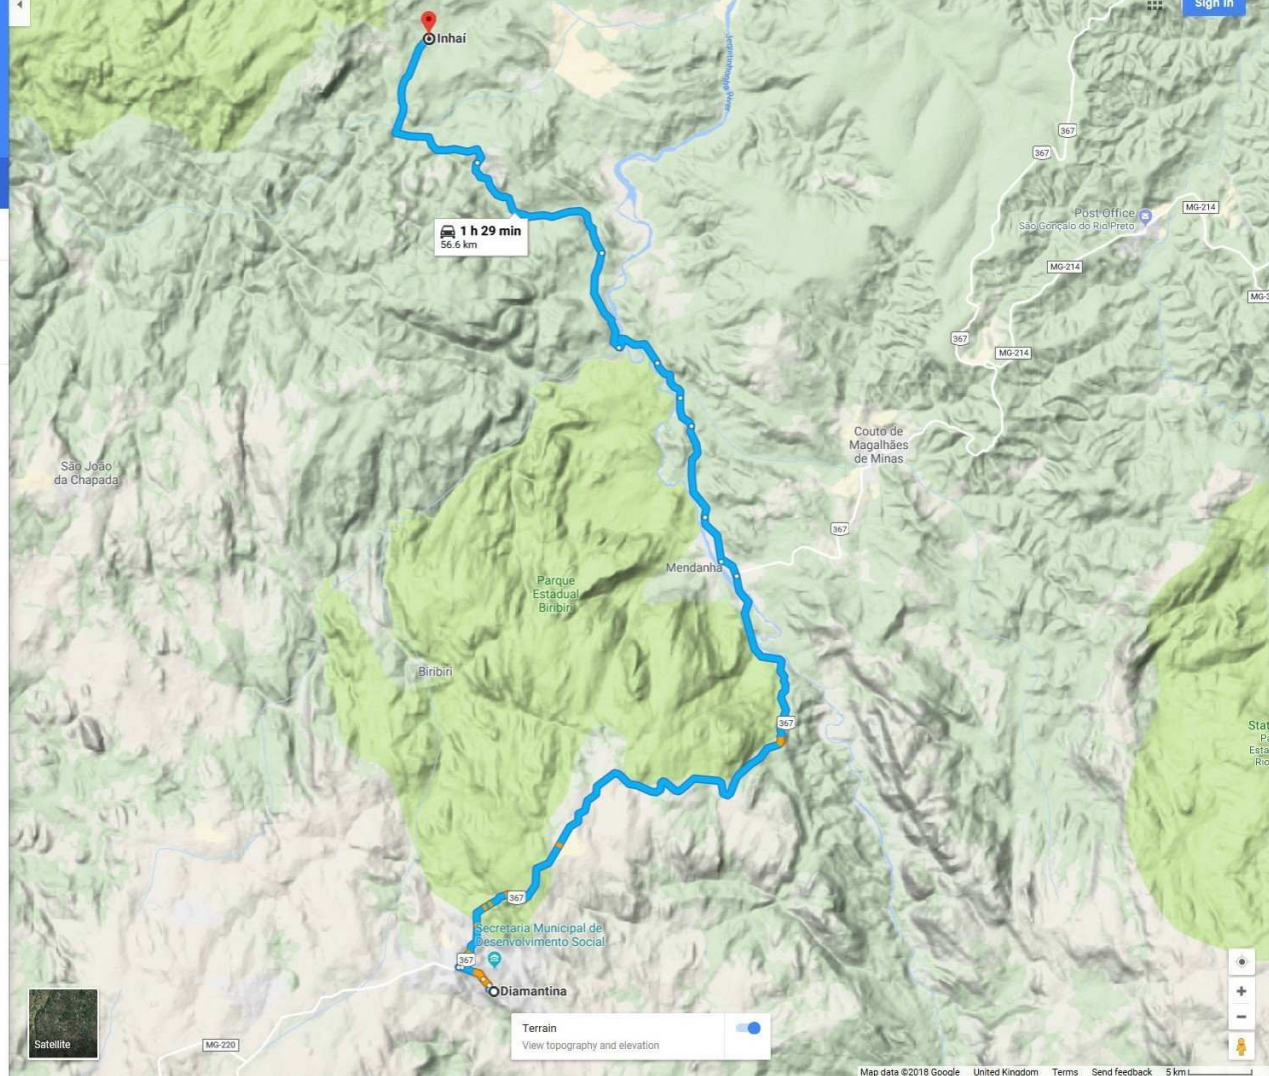 Sign in
Inhaí
Jequitinhonha River
367
367
MG-214
Post Office
São Gonçalo do Rio Preto
1 h 29 min
56.6 km
MG-214
367
MG-214
Couto de
Magalhães
de Minas
São João
da Chapada
367
Mendanha
Parque
Estadual
Biribiri
Biribiri
367
367
Secretaria Municipal de
Desenvolvimento Social
367
Diamantina
Terrain
View topography and elevation
Satellite
MG-220
Map data ©2018 Google United Kingdom Terms Send feedback 5 km